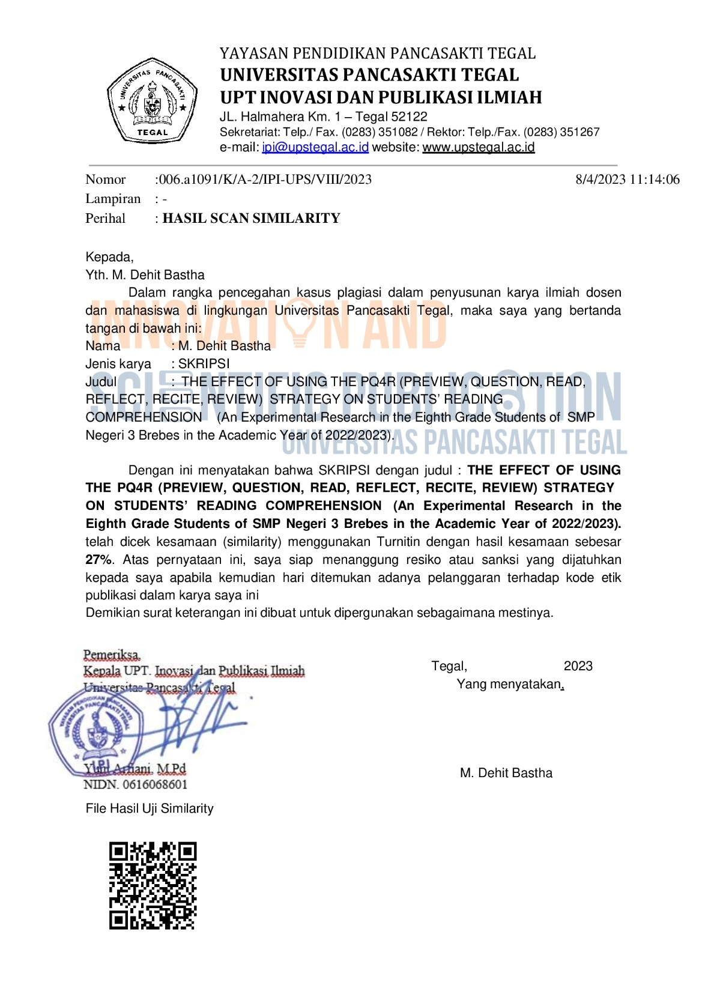 UNIVERSITAS PANCASAKTI
TEGAL
YAYASAN PENDIDIKAN PANCASAKTI TEGAL
UNIVERSITAS PANCASAKTI TEGAL
UPT INOVASI DAN PUBLIKASI ILMIAH
JL. Halmahera Km. 1 – Tegal 52122
Sekretariat: Telp./ Fax. (0283) 351082 / Rektor: Telp./Fax. (0283) 351267
e-mail: ipi@upstegal.ac.id website: www.upstegal.ac.id
Nomor :006.a1091/K/A-2/IPI-UPS/VIII/2023 8/4/2023 11:14:06
Lampiran : -
Perihal : HASIL SCAN SIMILARITY
Kepada,
Yth. M. Dehit Bastha
Dalam rangka pencegahan kasus plagiasi dalam penyusunan karya ilmiah dosen
dan mahasiswa di lingkungan Universitas Pancasakti Tegal, maka saya yang bertanda
tangan di bawah ini:
Nama : M. Dehit Bastha
Jenis karya : SKRIPSI
Judul : THE EFFECT OF USING THE PQ4R (PREVIEW, QUESTION, READ,
REFLECT, RECITE, REVIEW) STRATEGY ON STUDENTS’ READING
COMPREHENSION (An Experimental Research in the Eighth Grade Students of SMP
Negeri 3 Brebes in the Academic Year of 2022/2023).
INNOVATION AND
SCIENTIFIC PUBLICATION
UNIVERSITAS PANCASAKTI TEGAL
Dengan ini menyatakan bahwa SKRIPSI dengan judul : THE EFFECT OF USING
THE PQ4R (PREVIEW, QUESTION, READ, REFLECT, RECITE, REVIEW) STRATEGY
ON STUDENTS’ READING COMPREHENSION (An Experimental Research in the
Eighth Grade Students of SMP Negeri 3 Brebes in the Academic Year of 2022/2023).
telah dicek kesamaan (similarity) menggunakan Turnitin dengan hasil kesamaan sebesar
27%. Atas pernyataan ini, saya siap menanggung resiko atau sanksi yang dijatuhkan
kepada saya apabila kemudian hari ditemukan adanya pelanggaran terhadap kode etik
publikasi dalam karya saya ini
Demikian surat keterangan ini dibuat untuk dipergunakan sebagaimana mestinya.
Pemeriksa,
Kepala UPT. Inovasi dan Publikasi Ilmiah
Universitas Pancasakti Tegal
YAYASAN PENDIDIKAN PANCASAKTI
UNIVERSITAS PANCASAKTI TEGAL
IPI
Yuni Arfiani, M.Pd
NIDN. 0616068601
Tegal, 2023
Yang menyatakan,
M. Dehit Bastha
File Hasil Uji Similarity